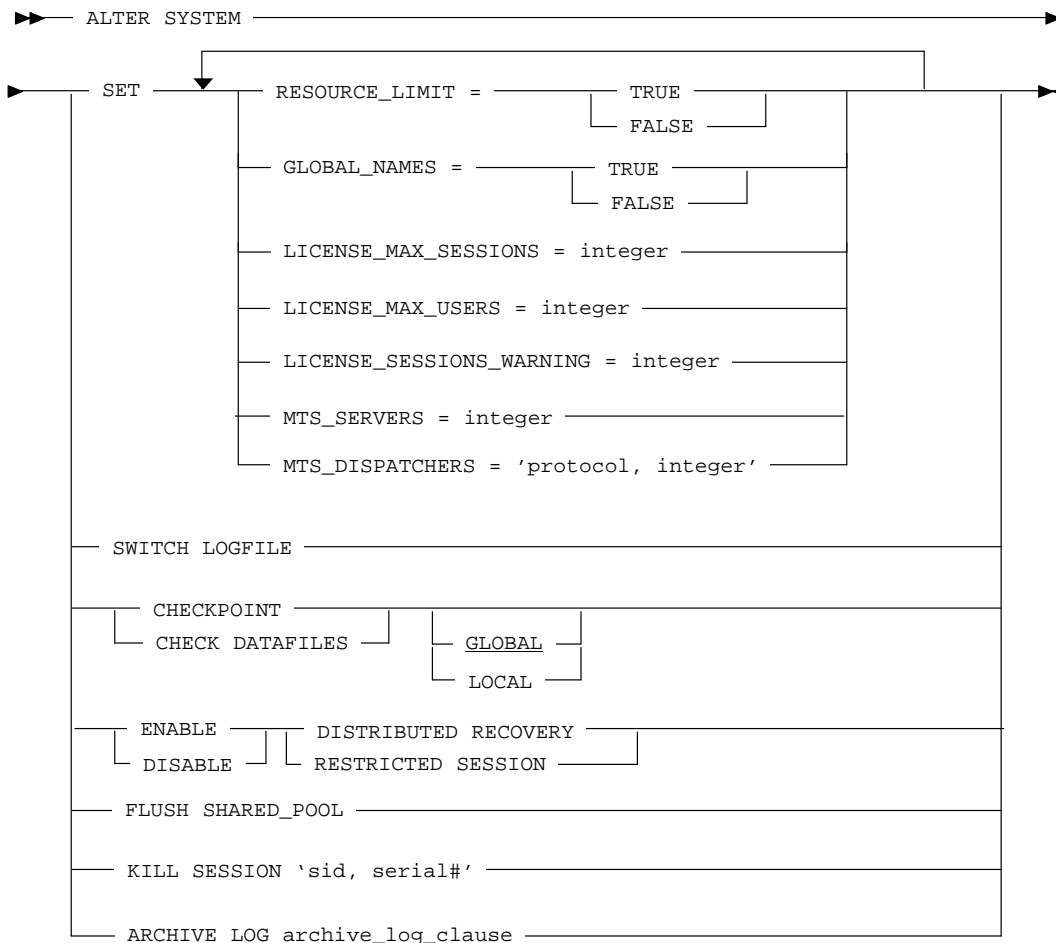 ALTER SYSTEM
SET
RESOURCE_LIMIT =
TRUE
FALSE
GLOBAL_NAMES =
TRUE
FALSE
LICENSE_MAX_SESSIONS = integer
LICENSE_MAX_USERS = integer
LICENSE_SESSIONS_WARNING = integer
MTS_SERVERS = integer
MTS_DISPATCHERS = ’protocol, integer’
SWITCH LOGFILE
CHECKPOINT
CHECK DATAFILES
GLOBAL
LOCAL
ENABLE
DISABLE
DISTRIBUTED RECOVERY
RESTRICTED SESSION
FLUSH SHARED_POOL
KILL SESSION ‘sid, serial#’
ARCHIVE LOG archive_log_clause